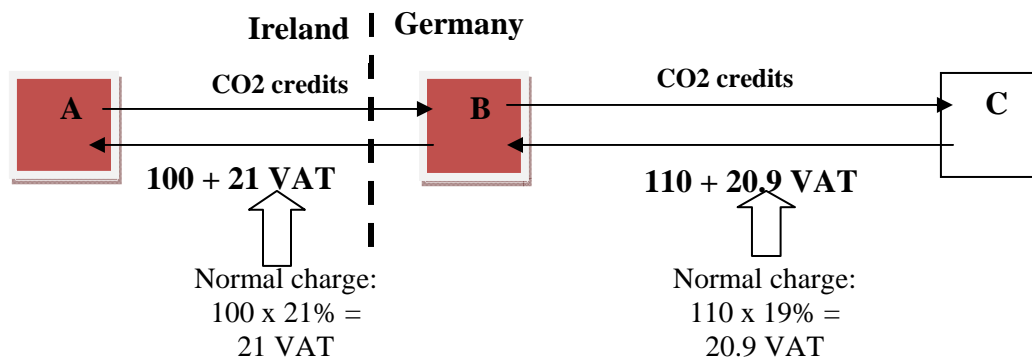 Ireland Germany
CO2 credits CO2 credits
A B C
100 + 21 VAT 110 + 20.9 VAT
Normal charge:
100 x 21% =
21 VAT
Normal charge:
110 x 19% =
20.9 VAT